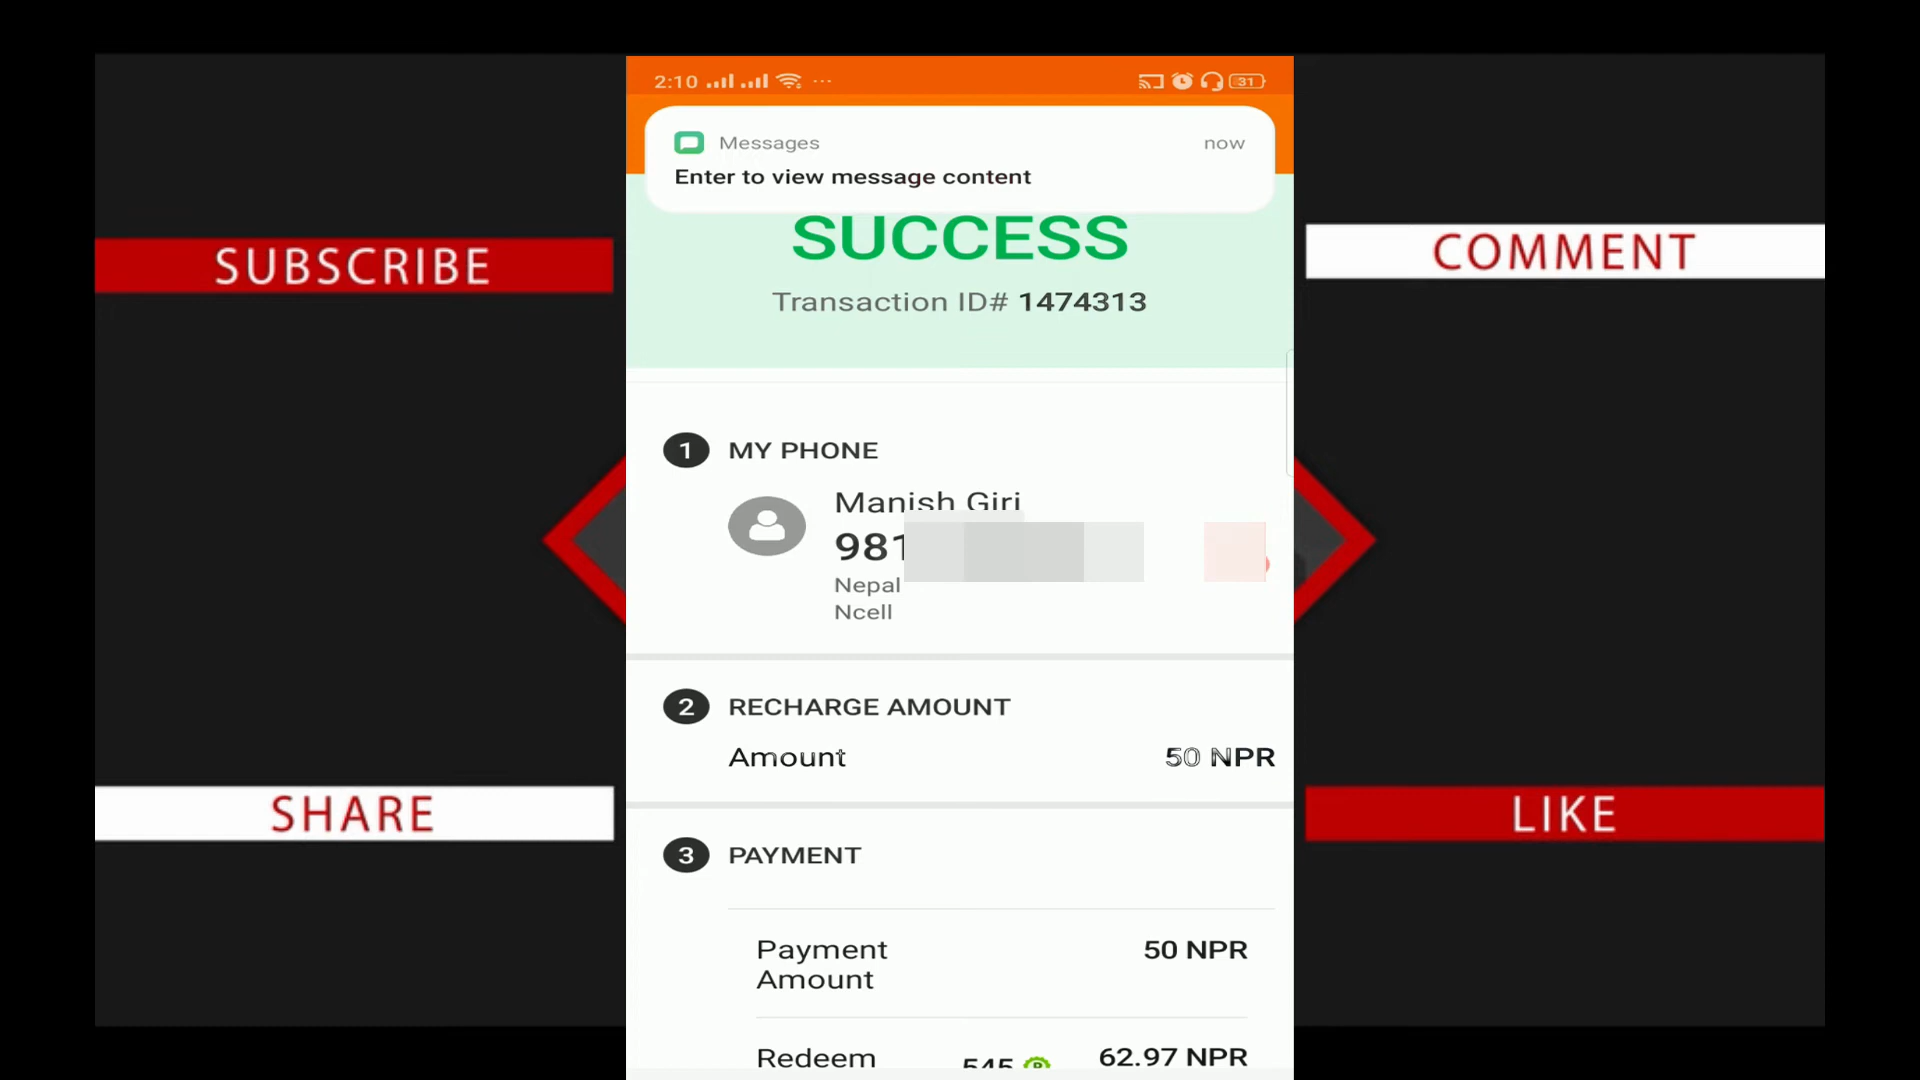 2:10
31
Messages now
Enter to view message content
SUCCESS
Transaction ID# 1474313
SUBSCRIBE
COMMENT
1 MY PHONE
Manish Giri
981
Nepal
Ncell
2 RECHARGE AMOUNT
Amount 50 NPR
SHARE
LIKE
3 PAYMENT
Payment 50 NPR
Amount
Redeem 545 62.97 NPR